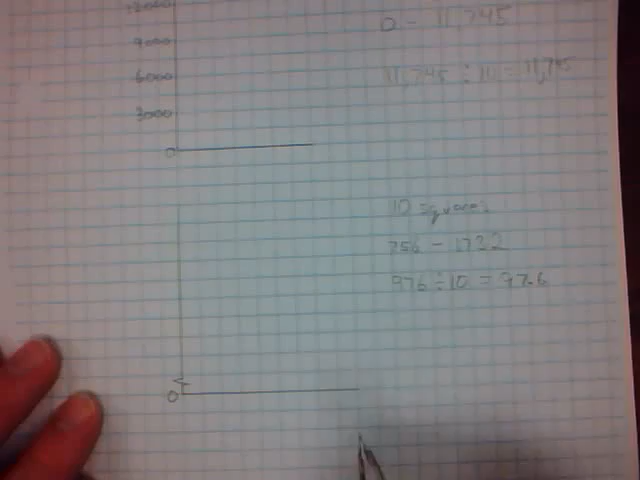 12000
0 - 11,745
9000
6000
11,745 ÷ 10 = 11,745
3000
0
10 squares
756 - 1732
976 ÷ 10 = 97.6
0